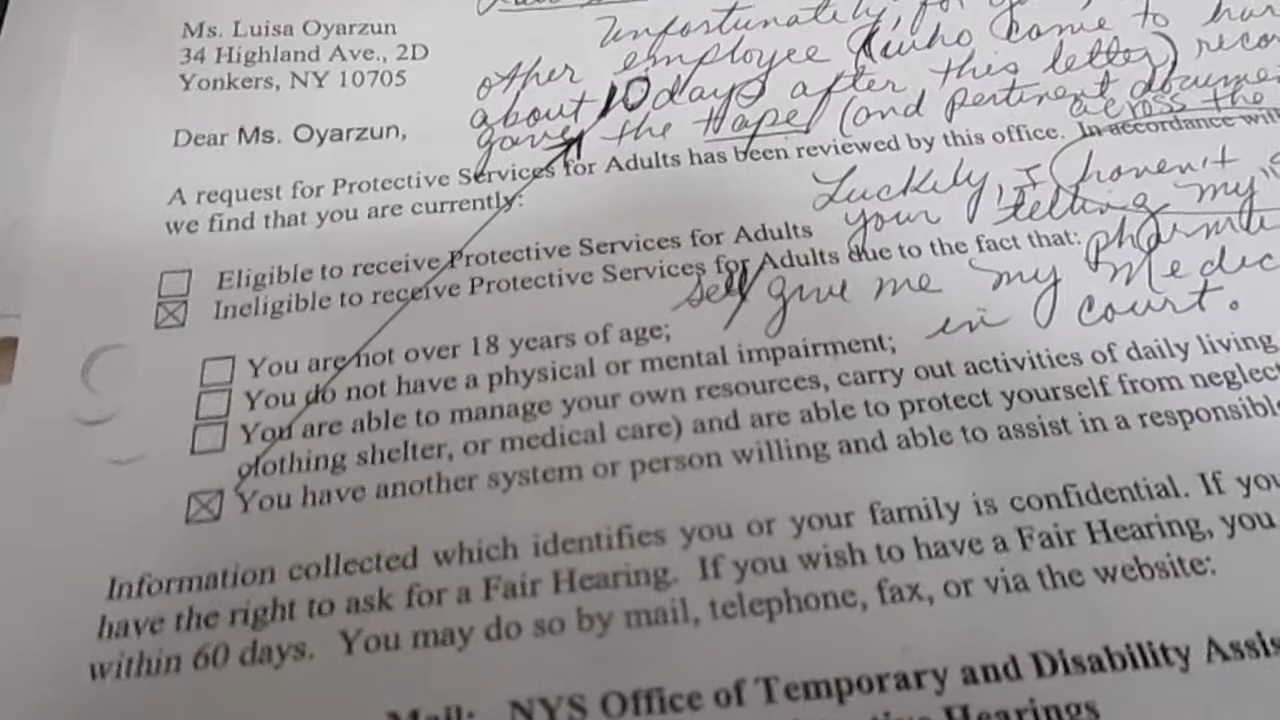 Ms. Luisa Oyarzun
34 Highland Ave., 2D
Yonkers, NY 10705
Dear Ms. Oyarzun,
Unfortunately, for
other employee (who came to
about 10 days after this letter)
gave the tape (and pertinent
across the
A request for Protective Services for Adults has been reviewed by this office. In accordance with
we find that you are currently:
Luckily, I haven't
your telling my
Eligible to receive Protective Services for Adults
Ineligible to receive Protective Services for Adults due to the fact that:
self give me my Medic
in court.
You are not over 18 years of age;
You do not have a physical or mental impairment;
You are able to manage your own resources, carry out activities of daily living
clothing shelter, or medical care) and are able to protect yourself from neglect
You have another system or person willing and able to assist in a responsible
Information collected which identifies you or your family is confidential. If you
have the right to ask for a Fair Hearing. If you wish to have a Fair Hearing, you
within 60 days. You may do so by mail, telephone, fax, or via the website:
Mail: NYS Office of Temporary and Disability Assis
Hearings